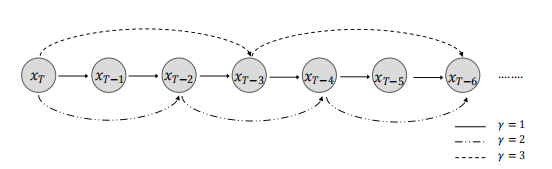 x_T x_{T−1} x_{T−2} x_{T−3} x_{T−4} x_{T−5} x_{T−6} ........
γ = 1
γ = 2
γ = 3